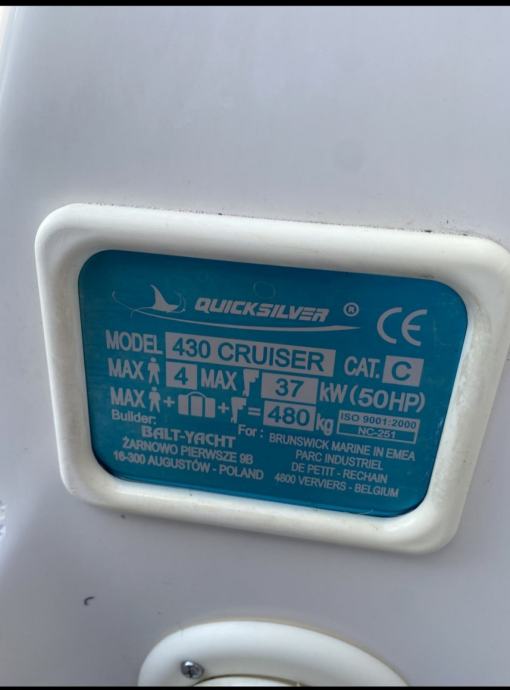 QUICKSILVER ® CE
MODEL 430 CRUISER CAT. C
MAX 4 MAX 37 kW (50HP)
MAX + + = 480 kg ISO 9001:2000
NC-251
Builder:
BALT-YACHT
ŻARNOWO PIERWSZE 9B
16-300 AUGUSTÓW - POLAND
For: BRUNSWICK MARINE IN EMEA
PARC INDUSTRIEL
DE PETIT - RECHAIN
4800 VERVIERS - BELGIUM